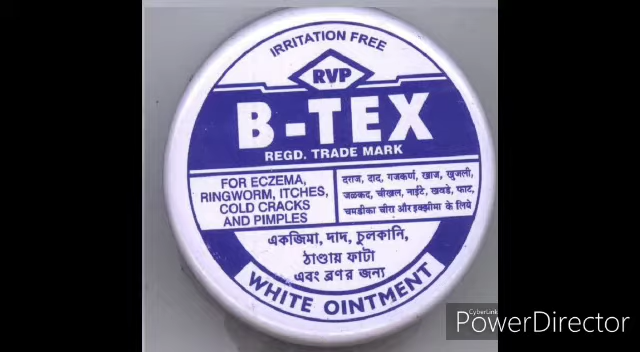 IRRITATION FREE
RVP
B-TEX
REGD. TRADE MARK
FOR ECZEMA,
RINGWORM, ITCHES,
COLD CRACKS
AND PIMPLES
दराज, दाद, गजकर्ण, खाज, खुजली,
जळकद, चीखल, नाईटे, खवडे, फाट,
चमडीका चीरा और इक्झीमा के लिये
একজিমা, দাদ, চুলকানি,
ঠাণ্ডায় ফাটা
এবং ব্রণর জন্য
WHITE OINTMENT
CyberLink
PowerDirector